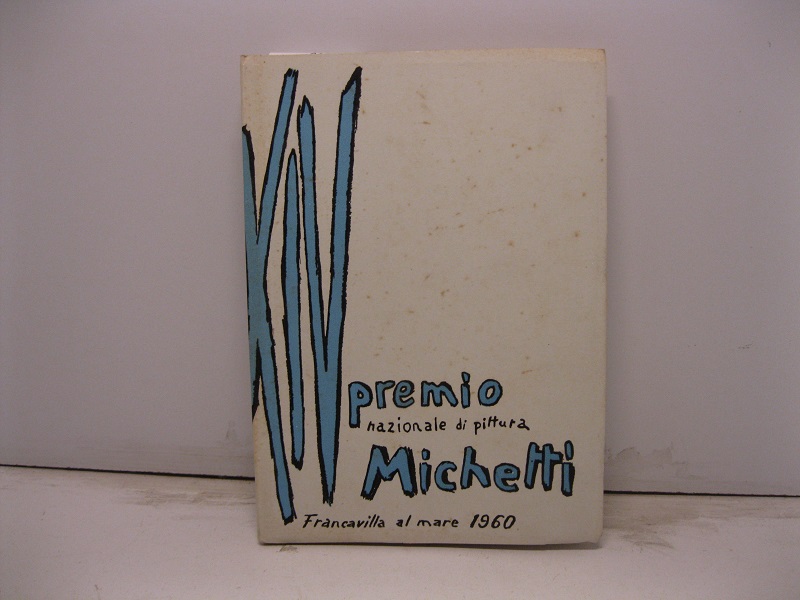 XIV
premio
nazionale di pittura
Michetti
Francavilla al mare 1960